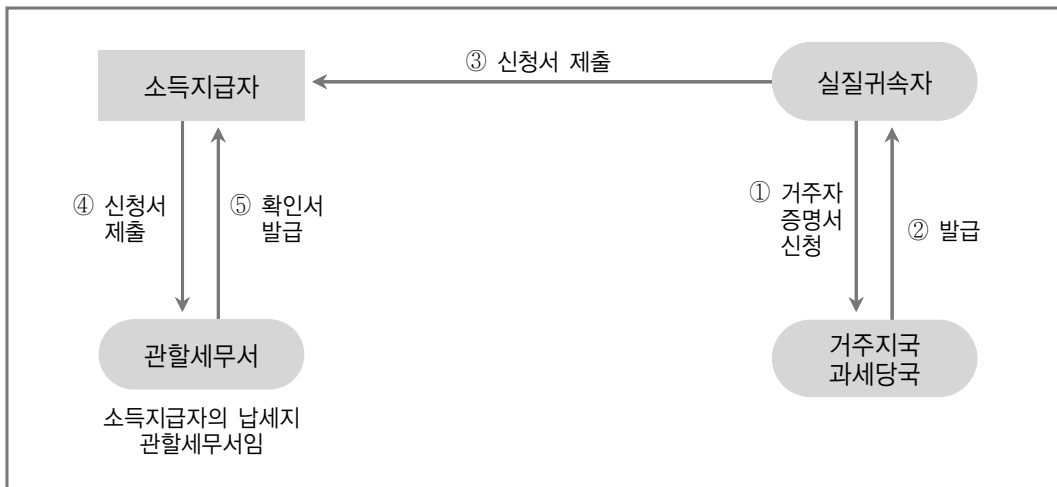 ③ 신청서 제출
소득지급자
실질귀속자
④ 신청서
제출
⑤ 확인서
발급
① 거주자
증명서
신청
② 발급
관할세무서
거주지국
과세당국
소득지급자의 납세지
관할세무서임